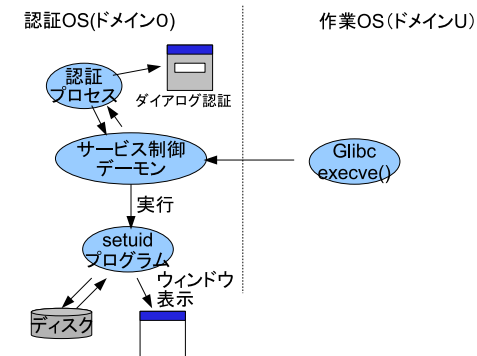 認証OS(ドメイン0)
作業OS(ドメインU)
認証
プロセス
ダイアログ認証
サービス制御
デーモン
Glibc
execve()
実行
setuid
プログラム
ウィンドウ
表示
ディスク